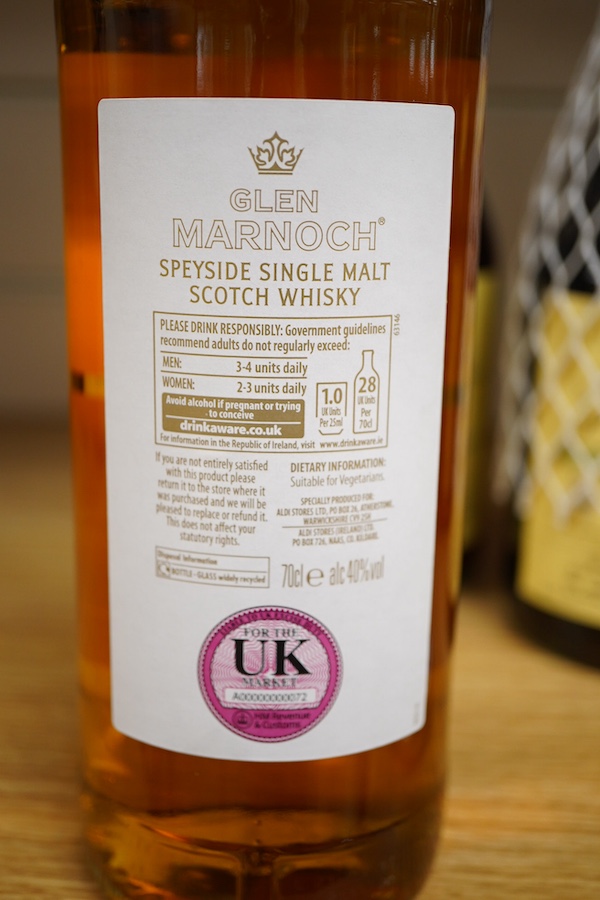 GLEN
MARNOCH®
SPEYSIDE SINGLE MALT
SCOTCH WHISKY
PLEASE DRINK RESPONSIBLY: Government guidelines
recommend adults do not regularly exceed:
MEN: 3-4 units daily
WOMEN: 2-3 units daily
Avoid alcohol if pregnant or trying
to conceive
drinkaware.co.uk
1.0
UK Units
Per 25ml
28
UK Units
Per
70cl
For information in the Republic of Ireland, visit www.drinkaware.ie
63146
If you are not entirely satisfied
with this product please
return it to the store where it
was purchased and we will be
pleased to replace or refund it.
This does not affect your
statutory rights.
DIETARY INFORMATION:
Suitable for Vegetarians.
SPECIALLY PRODUCED FOR:
ALDI STORES LTD, PO BOX 26, ATHERSTONE,
WARWICKSHIRE CV9 2SH
ALDI STORES (IRELAND) LTD.
PO BOX 726, NAAS, CO. KILDARE.
Disposal Information
BOTTLE - GLASS widely recycled
70cl e alc 40% vol
FOR THE
UK
MARKET
A00000000072
HM Revenue
& Customs